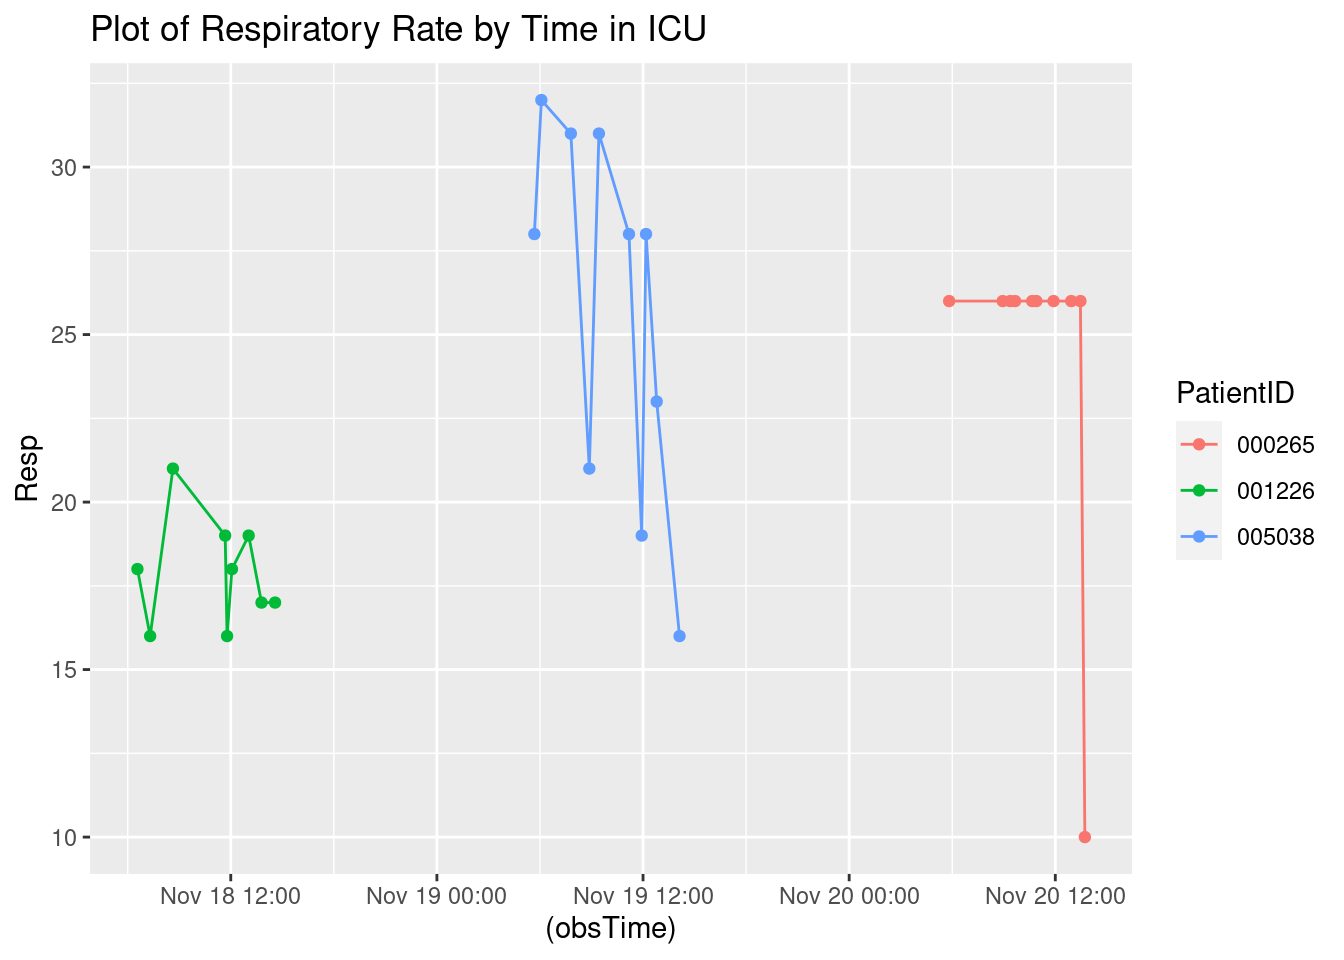 Plot of Respiratory Rate by Time in ICU
Resp
30
25
20
15
10
Nov 18 12:00
Nov 19 00:00
Nov 19 12:00
Nov 20 00:00
Nov 20 12:00
(obsTime)
PatientID
000265
001226
005038